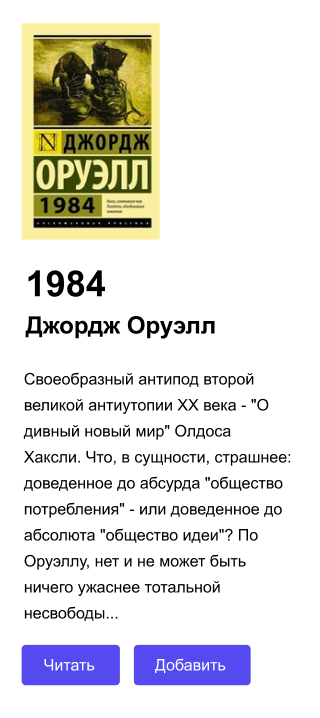 N ДЖОРДЖ
ОРУЭЛЛ
1984
1984
Джордж Оруэлл
Своеобразный антипод второй
великой антиутопии XX века - "О
дивный новый мир" Олдоса
Хаксли. Что, в сущности, страшнее:
доведенное до абсурда "общество
потребления" - или доведенное до
абсолюта "общество идеи"? По
Оруэллу, нет и не может быть
ничего ужаснее тотальной
несвободы...
Читать
Добавить